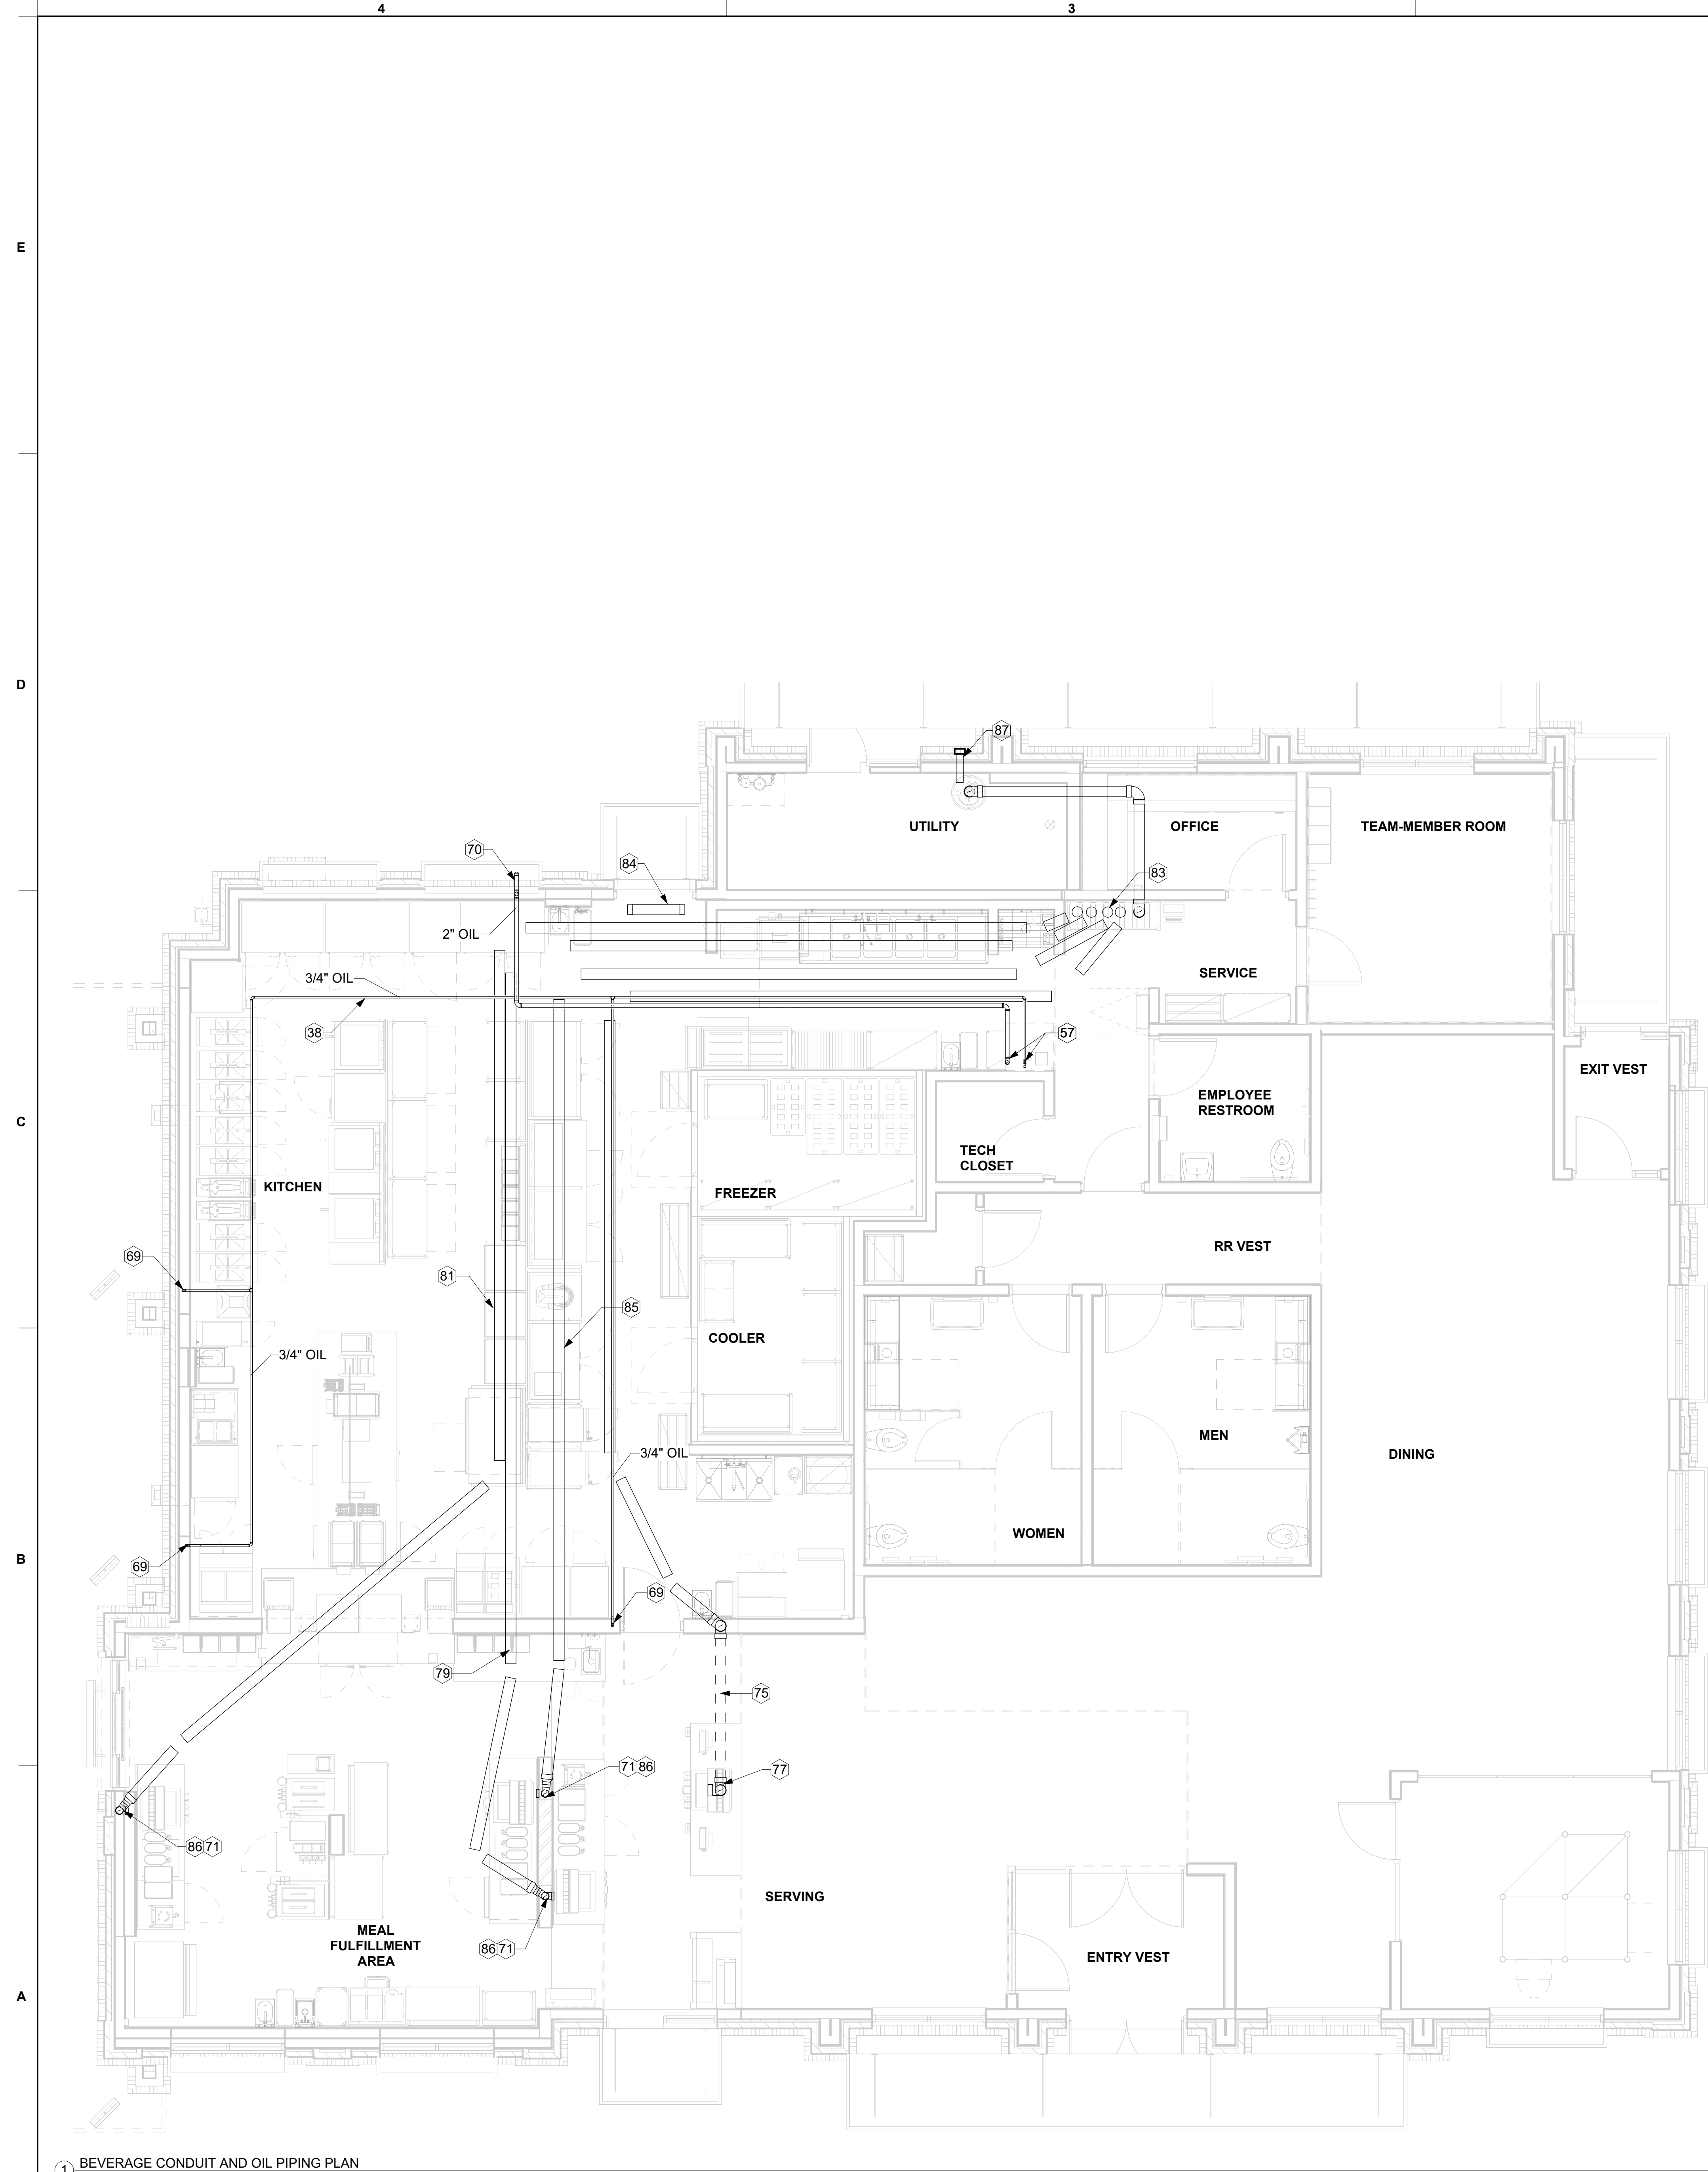 4
3
E
D
87
UTILITY
OFFICE
TEAM-MEMBER ROOM
70
84
83
2" OIL
3/4" OIL
SERVICE
38
57
EXIT VEST
EMPLOYEE
RESTROOM
C
TECH
CLOSET
KITCHEN
FREEZER
RR VEST
69
81
85
COOLER
3/4" OIL
MEN
3/4" OIL
DINING
WOMEN
B
69
69
79
75
71 86
77
86 71
SERVING
MEAL
FULFILLMENT
AREA
86 71
ENTRY VEST
A
1
BEVERAGE CONDUIT AND OIL PIPING PLAN